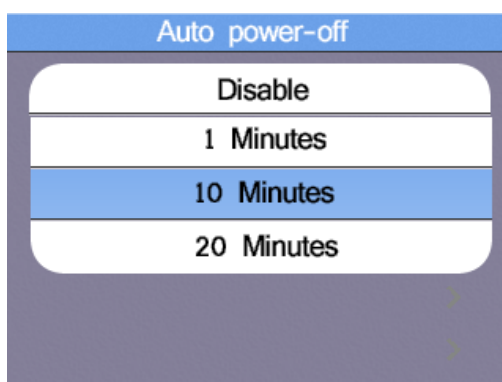 Auto power-off
Disable
1 Minutes
10 Minutes
20 Minutes